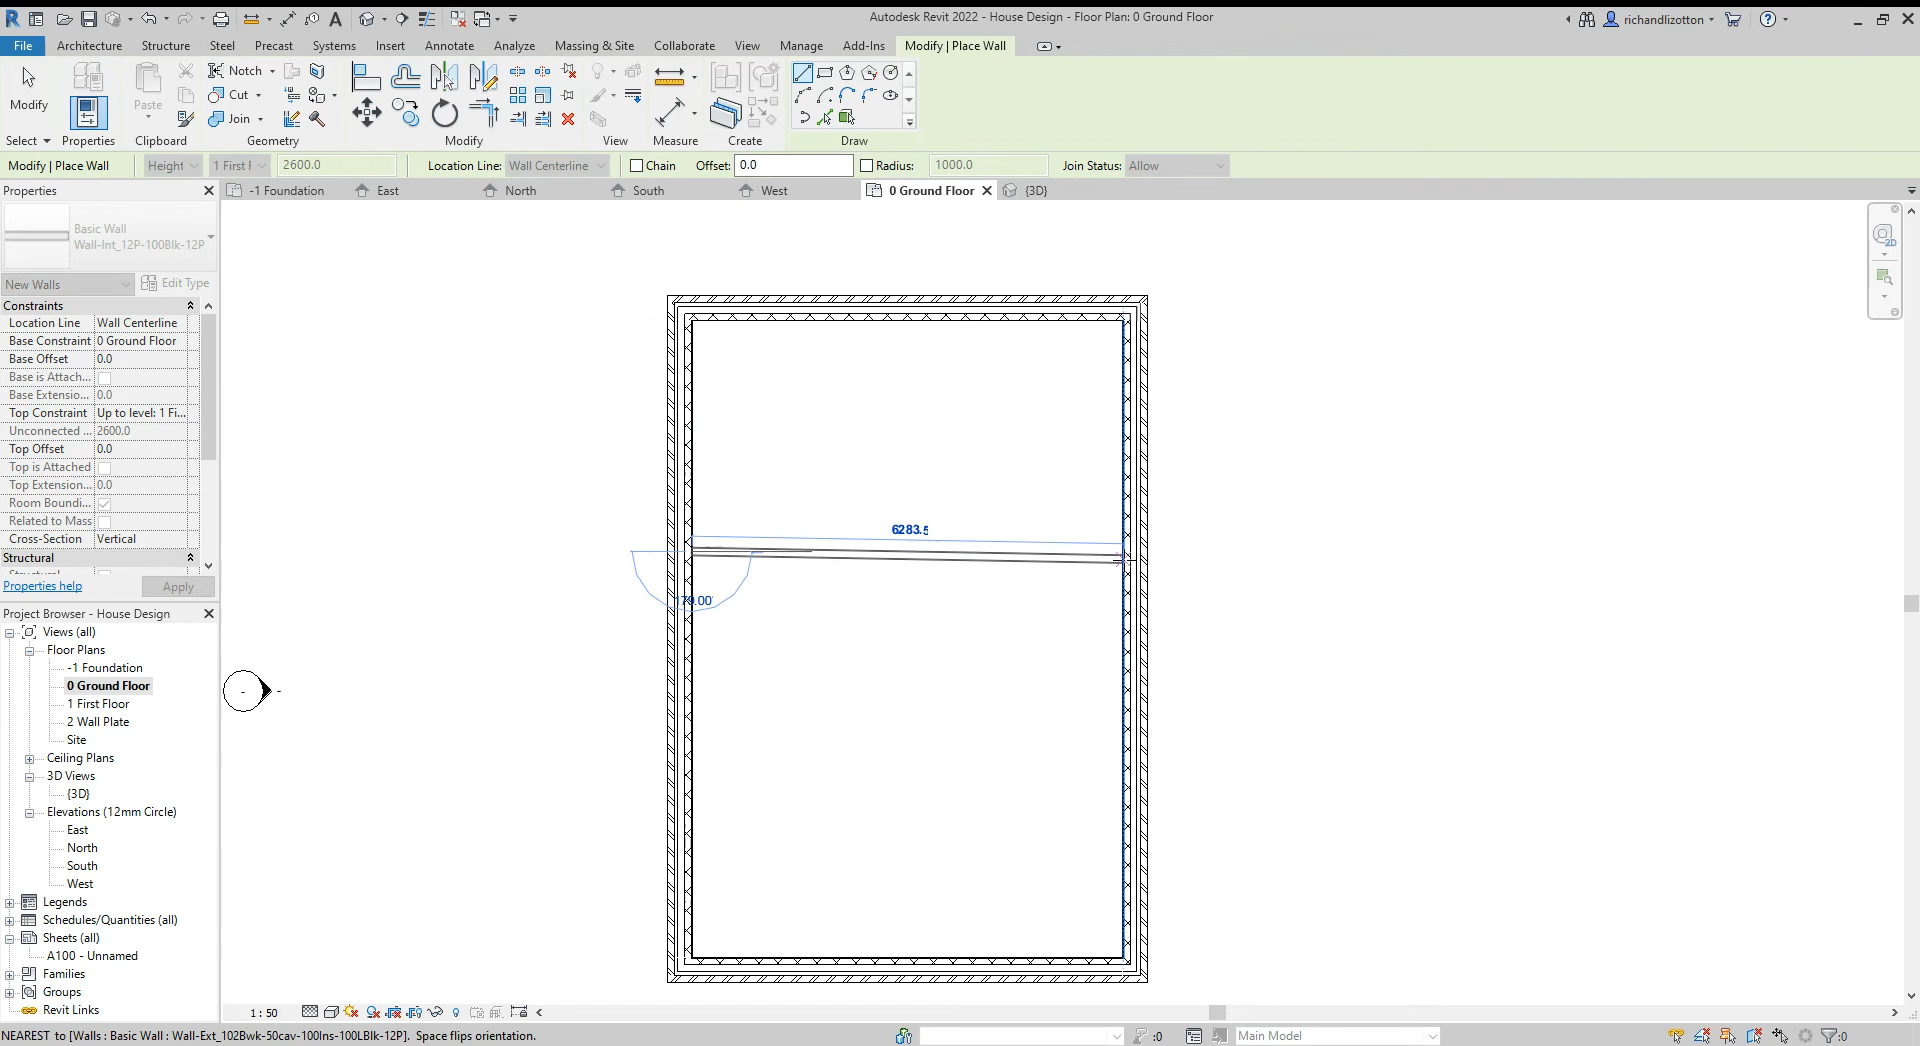 Autodesk Revit 2022 - House Design - Floor Plan: 0 Ground Floor
richandlizotton
File Architecture Structure Steel Precast Systems Insert Annotate Analyze Massing & Site Collaborate View Manage Add-Ins Modify | Place Wall
Modify
Paste
Notch
Cut
Join
Select Properties Clipboard Geometry Modify View Measure Create Draw
Modify | Place Wall Height 1 First F 2600.0 Location Line: Wall Centerline Chain Offset: 0.0 Radius: 1000.0 Join Status: Allow
Properties
-1 Foundation East North South West 0 Ground Floor {3D}
Basic Wall
Wall-Int_12P-100Blk-12P
New Walls Edit Type
Constraints
Location Line Wall Centerline
Base Constraint 0 Ground Floor
Base Offset 0.0
Base is Attach...
Base Extensio... 0.0
Top Constraint Up to level: 1 Fi...
Unconnected ... 2600.0
Top Offset 0.0
Top is Attached
Top Extension... 0.0
Room Boundi...
Related to Mass
Cross-Section Vertical
Structural
Properties help Apply
Project Browser - House Design
Views (all)
Floor Plans
-1 Foundation
0 Ground Floor
1 First Floor
2 Wall Plate
Site
Ceiling Plans
3D Views
{3D}
Elevations (12mm Circle)
East
North
South
West
Legends
Schedules/Quantities (all)
Sheets (all)
A100 - Unnamed
Families
Groups
Revit Links
6283.5
1 : 50
NEAREST to [Walls : Basic Wall : Wall-Ext_102Bwk-50cav-100Ins-100LBlk-12P]. Space flips orientation.
:0
Main Model
:0